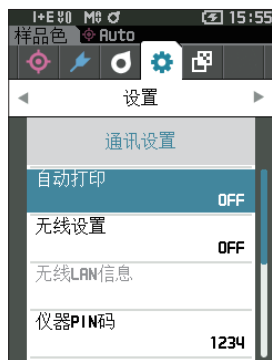 I+E M0 15:55
样品色 Auto
设置
通讯设置
自动打印
OFF
无线设置
OFF
无线LAN信息
仪器PIN码
1234